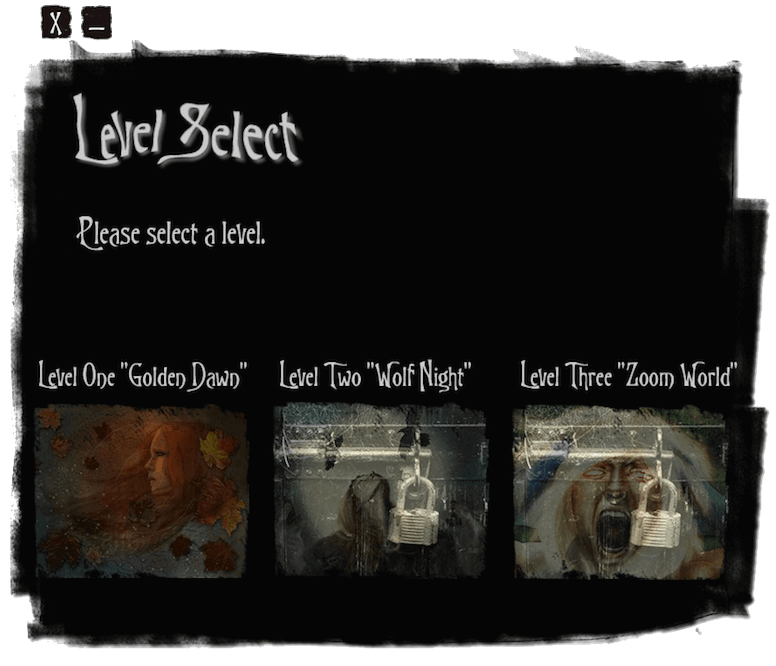 X _
Level Select
Please select a level.
Level One "Golden Dawn" Level Two "Wolf Night" Level Three "Zoom World"